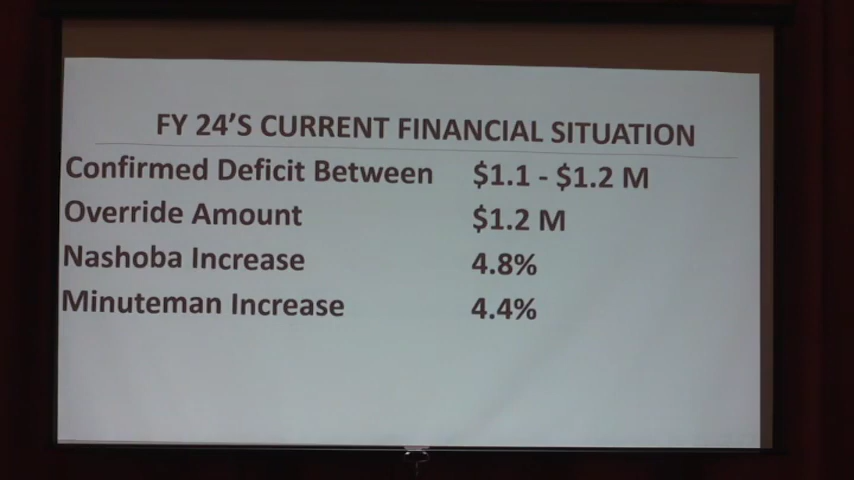 FY 24'S CURRENT FINANCIAL SITUATION
Confirmed Deficit Between $1.1 - $1.2 M
Override Amount $1.2 M
Nashoba Increase 4.8%
Minuteman Increase 4.4%